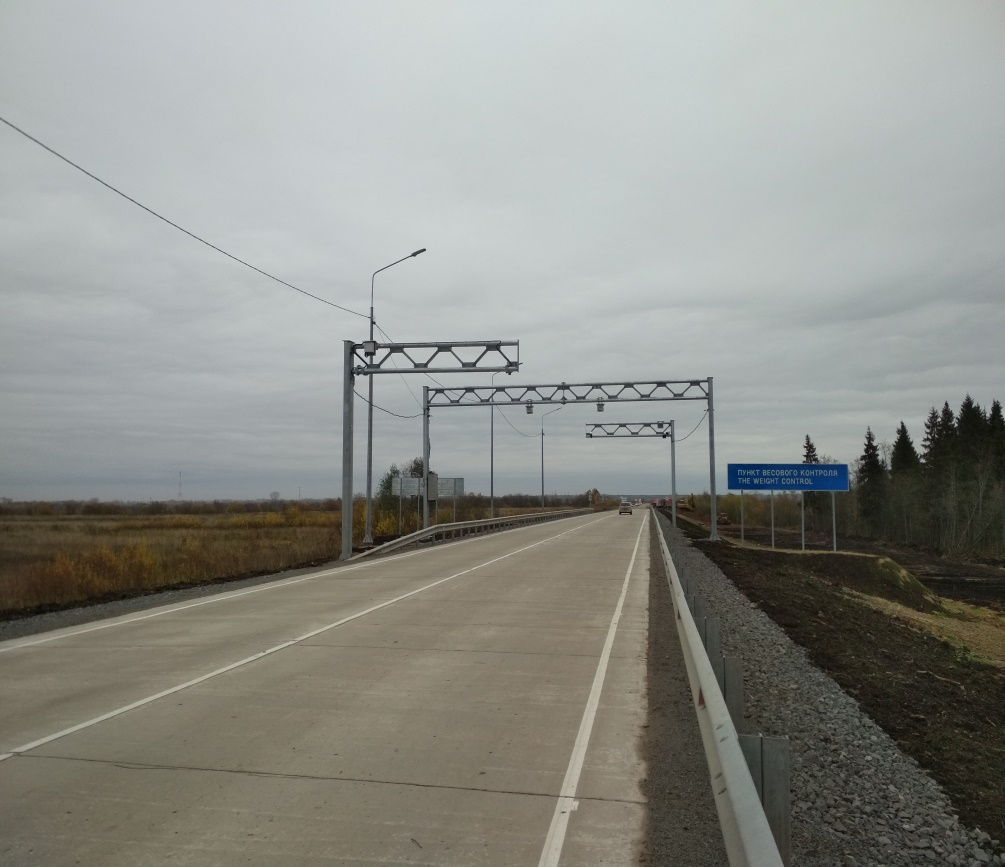 ПУНКТ ВЕСОВОГО КОНТРОЛЯ
THE WEIGHT CONTROL